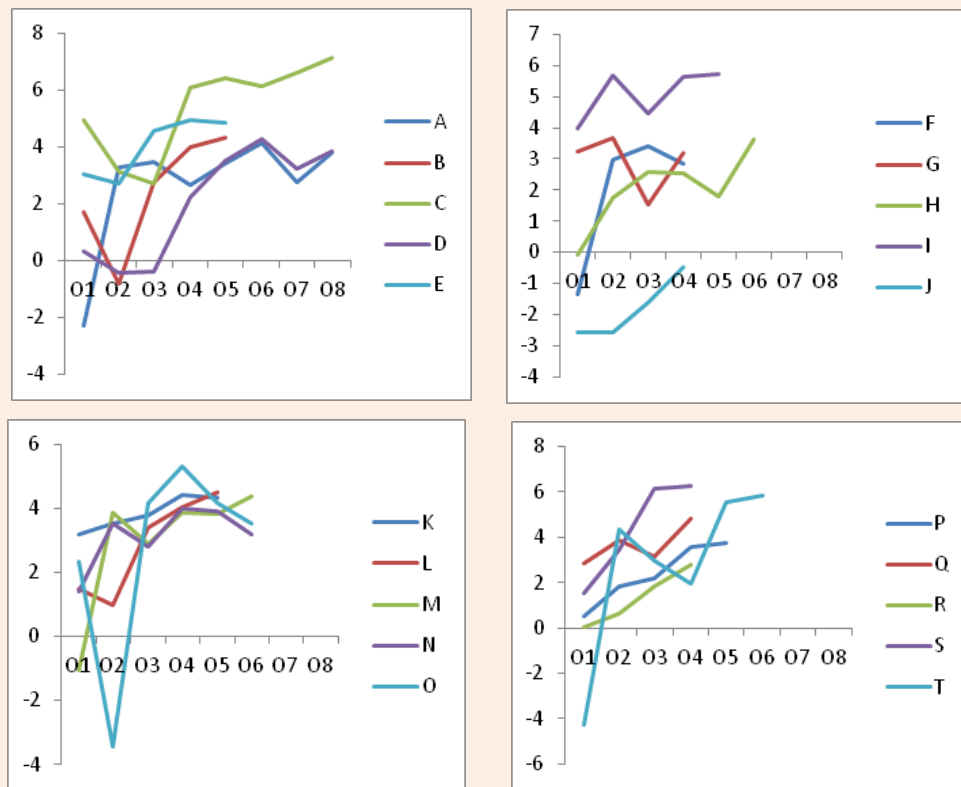 8
6
4
2
0
-2
-4
O1 O2 O3 O4 O5 O6 O7 O8
A
B
C
D
E
7
6
5
4
3
2
1
0
-1
-2
-3
-4
O1 O2 O3 O4 O5 O6 O7 O8
F
G
H
I
J
6
4
2
0
-2
-4
O1 O2 O3 O4 O5 O6 O7 O8
K
L
M
N
O
8
6
4
2
0
-2
-4
-6
O1 O2 O3 O4 O5 O6 O7 O8
P
Q
R
S
T